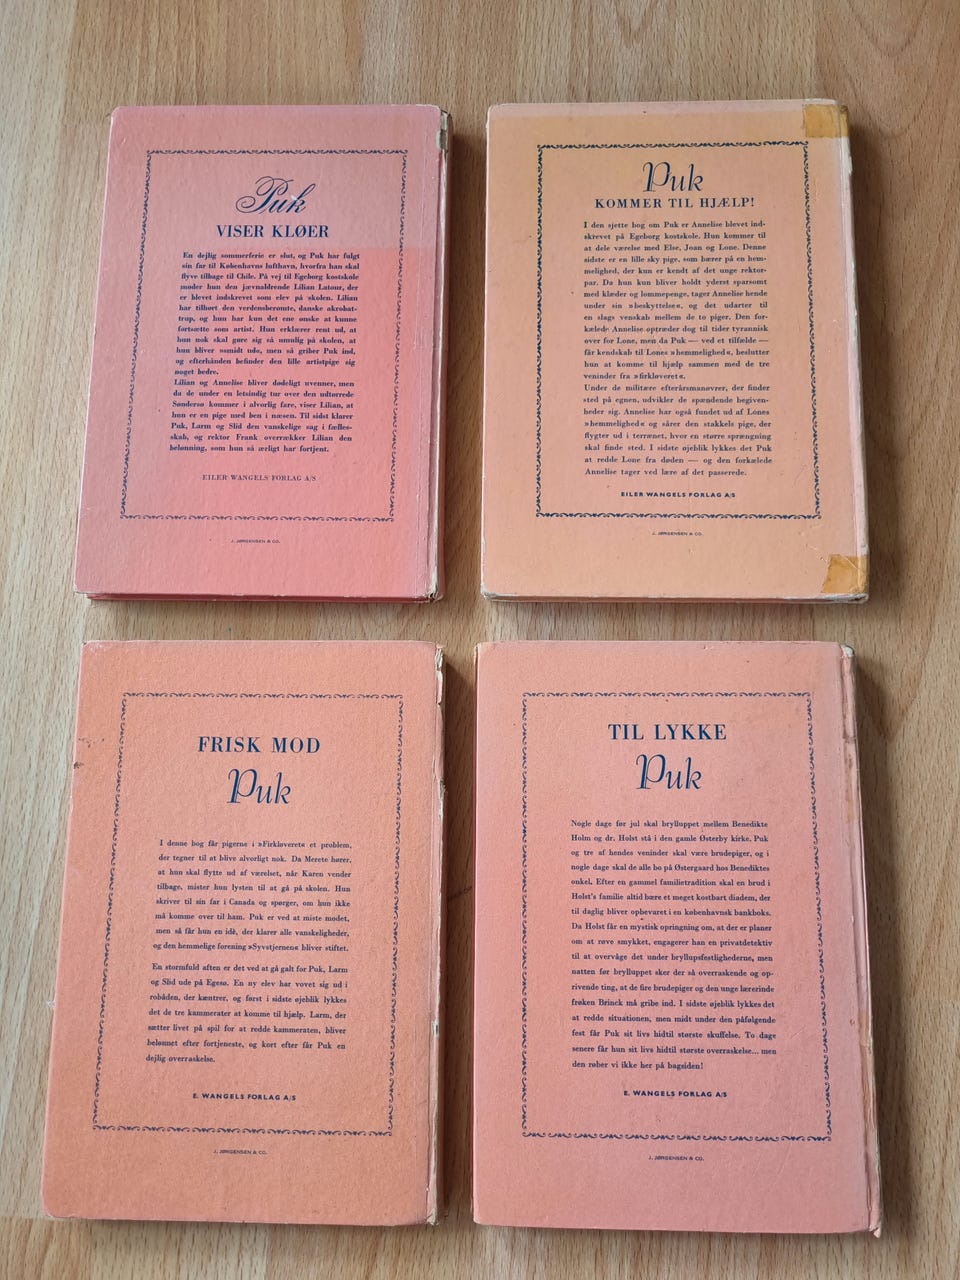 Puk
VISER KLØER
En dejlig sommerferie er slut, og Puk har fulgt
sin far til Københavns lufthavn, hvorfra han skal
flyve tilbage til Chile. På vej til Egeborg kostskole
møder hun den jævnaldrende Lilian Latour, der
er blevet indskrevet som elev på skolen. Lilian
har tilhørt den verdensberømte, danske akrobat-
trup, og hun har kun det ene ønske at kunne
fortsætte som artist. Hun erklærer rent ud, at
hun nok skal gøre sig så umulig på skolen, at
hun bliver »smidt ud«, men så griber Puk ind,
og efterhånden befinder den lille artistpige sig
noget bedre.
Lilian og Annelise bliver dødeligt uvenner, men
da de under en letsindig tur over den udtørrede
Søndersø kommer i alvorlig fare, viser Lilian, at
hun er en pige med ben i næsen. Til sidst klarer
Puk, Larm og Slid den vanskelige sag i fælles-
skab, og rektor Frank overrækker Lilian den
belønning, som hun så ærligt har fortjent.
EILER WANGELS FORLAG A/S
J. JØRGENSEN & CO.
Puk
KOMMER TIL HJÆLP!
I den sjette bog om Puk er Annelise blevet ind-
skrevet på Egeborg kostskole. Hun kommer til
at dele værelse med Else, Joan og Lone. Denne
sidste er en lille sky pige, som bærer på en hem-
melighed, der kun er kendt af det unge rektor-
par. Da hun kun bliver holdt yderst sparsomt
med klæder og lommepenge, tager Annelise hende
under sin »beskyttelse«, og det udarter til
en slags venskab mellem de to piger. Den for-
kælede Annelise optræder dog til tider tyrannisk
over for Lone, men da Puk — ved et tilfælde —
får kendskab til Lones »hemmelighed«, beslutter
hun at komme til hjælp sammen med de tre
veninder fra »firkløveret«.
Under de militære efterårsmanøvrer, der finder
sted på egnen, udvikler de spændende begiven-
heder sig. Annelise har også fundet ud af Lones
»hemmelighed« og sårer den stakkels pige, der
flygter ud i terrænet, hvor en større sprængning
skal finde sted. I sidste øjeblik lykkes det Puk
at redde Lone fra døden — og den forkælede
Annelise tager ved lære af det passerede.
EILER WANGELS FORLAG A/S
J. JØRGENSEN & CO.
FRISK MOD
Puk
I denne bog får pigerne i »Firkløveret« et problem,
der tegner til at blive alvorligt nok. Da Merete hører,
at hun skal flytte ud af værelset, når Karen vender
tilbage, mister hun lysten til at gå på skolen. Hun
skriver til sin far i Canada og spørger, om hun ikke
må komme over til ham. Puk er ved at miste modet,
men så får hun en idè, der klarer alle vanskeligheder,
og den hemmelige forening »Syvstjernen« bliver stiftet.
En stormfuld aften er det ved at gå galt for Puk, Larm
og Slid ude på Egesø. En ny elev har vovet sig ud i
robåden, der kæntrer, og først i sidste øjeblik lykkes
det de tre kammerater at komme til hjælp. Larm, der
sætter livet på spil for at redde kammeraten, bliver
belønnet efter fortjeneste, og kort efter får Puk en
dejlig overraskelse.
E. WANGELS FORLAG A/S
J. JØRGENSEN & CO.
TIL LYKKE
Puk
Nogle dage før jul skal brylluppet mellem Benedikte
Holm og dr. Holst stå i den gamle Østerby kirke. Puk
og tre af hendes veninder skal være brudepiger, og i
nogle dage skal de alle bo på Østergaard hos Benediktes
onkel. Efter en gammel familietradition skal en brud i
Holst's familie altid bære et meget kostbart diadem, der
til daglig bliver opbevaret i en københavnsk bankboks.
Da Holst får en mystisk opringning om, at der er planer
om at røve smykket, engagerer han en privatdetektiv
til at overvåge det under bryllupsfestlighederne, men
natten før brylluppet sker der så overraskende og op-
rivende ting, at de fire brudepiger og den unge lærerinde
frøken Brinck må gribe ind. I sidste øjeblik lykkes det
at redde situationen, men midt under den påfølgende
fest får Puk sit livs hidtil største skuffelse. To dage
senere får hun sit livs hidtil største overraskelse... men
den røber vi ikke her på bagsiden!
E. WANGELS FORLAG A/S
J. JØRGENSEN & CO.